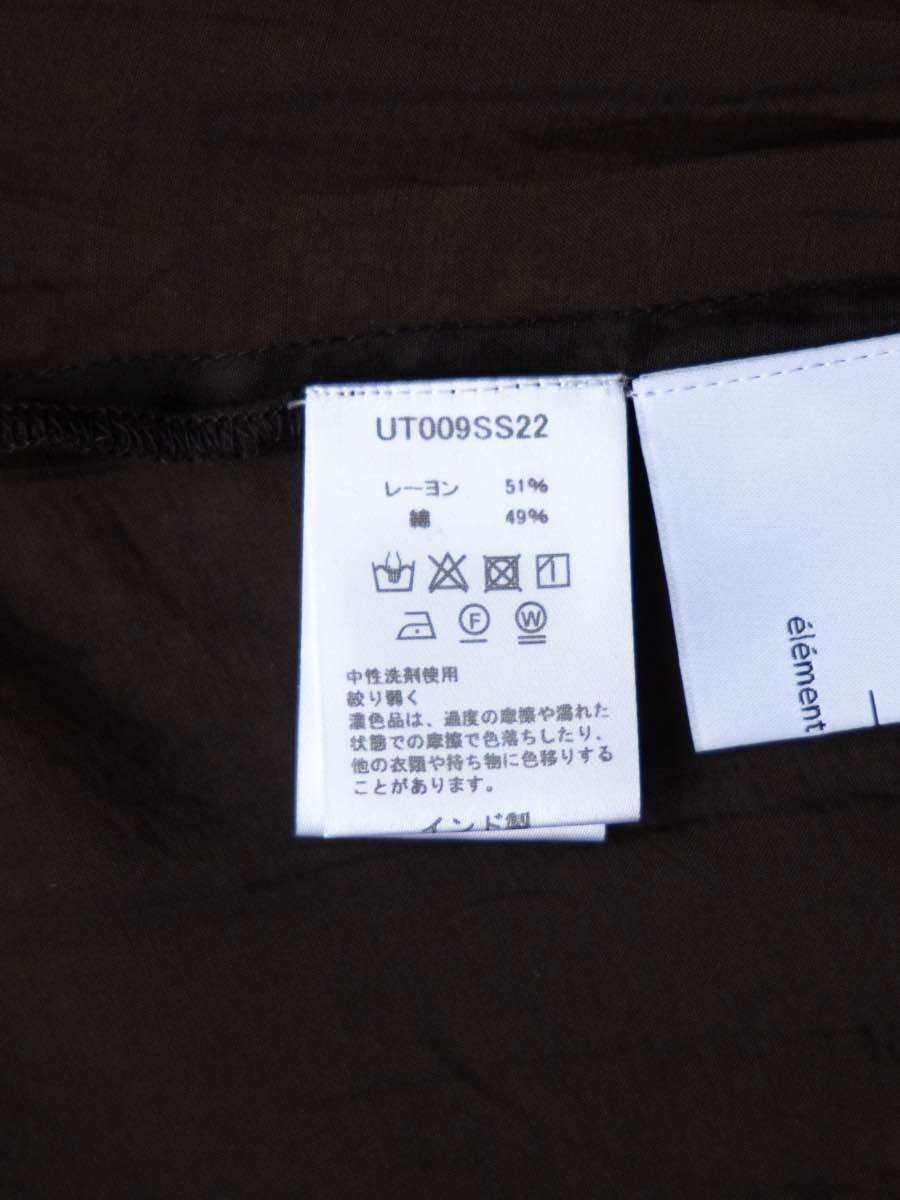 UT009SS22
レーヨン 51%
綿 49%
F
W
中性洗剤使用
絞り弱く
濃色品は、過度の摩擦や濡れた
状態での摩擦で色落ちしたり、
他の衣類や持ち物に色移りする
ことがあります。
インド製
élément